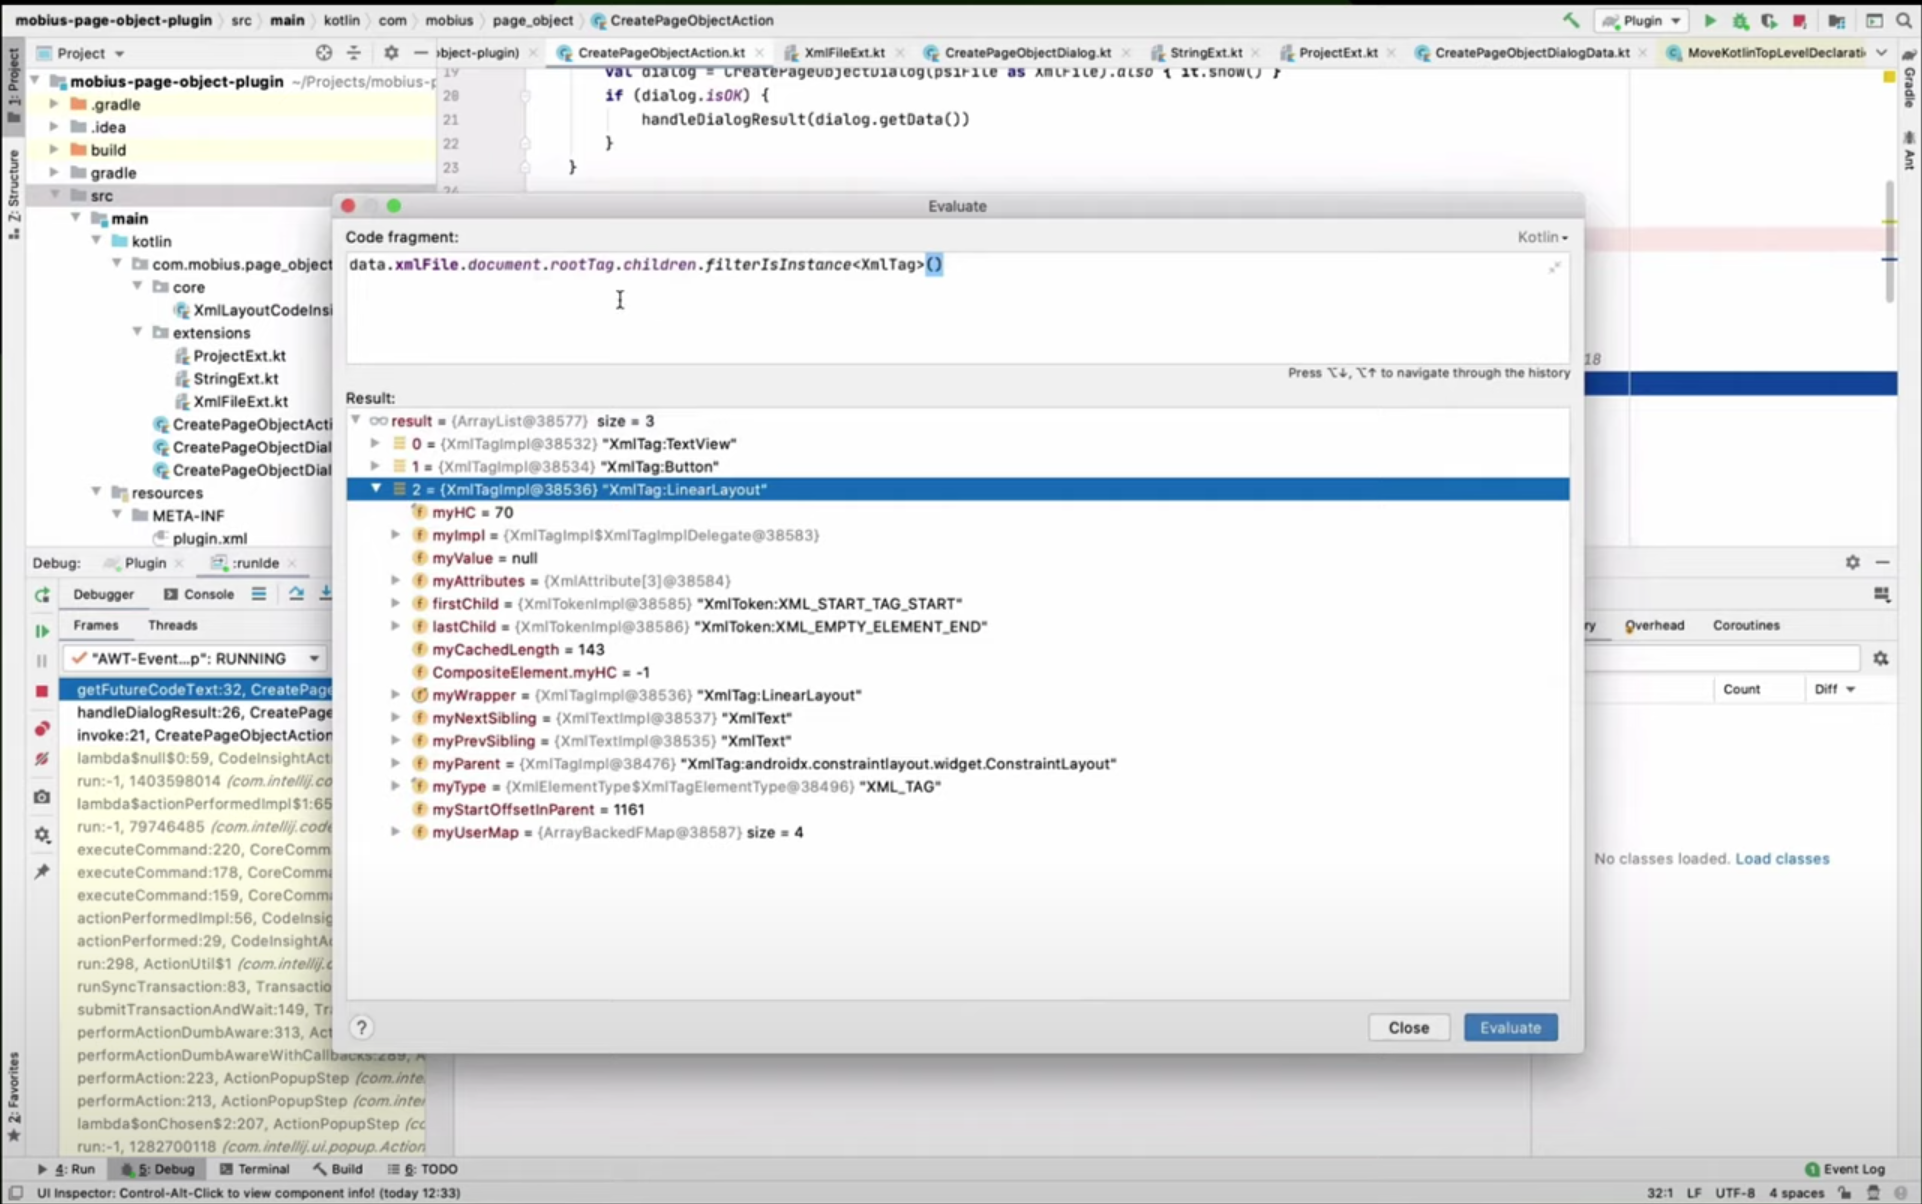 mobius-page-object-plugin src main kotlin com mobius page_object CreatePageObjectAction
Plugin
1: Project
Project
object-plugin) CreatePageObjectAction.kt XmlFileExt.kt CreatePageObjectDialog.kt StringExt.kt ProjectExt.kt CreatePageObjectDialogData.kt MoveKotlinTopLevelDeclarati
mobius-page-object-plugin ~/Projects/mobius-p
.gradle
.idea
build
gradle
src
main
kotlin
com.mobius.page_object
core
XmlLayoutCodeInsi
extensions
ProjectExt.kt
StringExt.kt
XmlFileExt.kt
CreatePageObjectActi
CreatePageObjectDial
CreatePageObjectDial
resources
META-INF
plugin.xml
Z: Structure
2: Favorites
Gradle
Ant
19 val dialog = CreatePageObjectDialog(psiFile as XmlFile).also { it.show() }
20 if (dialog.isOK) {
21 handleDialogResult(dialog.getData())
22 }
23 }
24
18
Evaluate
Code fragment:
Kotlin
data.xmlFile.document.rootTag.children.filterIsInstance<XmlTag>()
Press ⌥↓, ⌥↑ to navigate through the history
Result:
result = {ArrayList@38577} size = 3
0 = {XmlTagImpl@38532} "XmlTag:TextView"
1 = {XmlTagImpl@38534} "XmlTag:Button"
2 = {XmlTagImpl@38536} "XmlTag:LinearLayout"
myHC = 70
myImpl = {XmlTagImpl$XmlTagImplDelegate@38583}
myValue = null
myAttributes = {XmlAttribute[3]@38584}
firstChild = {XmlTokenImpl@38585} "XmlToken:XML_START_TAG_START"
lastChild = {XmlTokenImpl@38586} "XmlToken:XML_EMPTY_ELEMENT_END"
myCachedLength = 143
CompositeElement.myHC = -1
myWrapper = {XmlTagImpl@38536} "XmlTag:LinearLayout"
myNextSibling = {XmlTextImpl@38537} "XmlText"
myPrevSibling = {XmlTextImpl@38535} "XmlText"
myParent = {XmlTagImpl@38476} "XmlTag:androidx.constraintlayout.widget.ConstraintLayout"
myType = {XmlElementType$XmlTagElementType@38496} "XML_TAG"
myStartOffsetInParent = 1161
myUserMap = {ArrayBackedFMap@38587} size = 4
?
Close
Evaluate
Debug: Plugin :runIde
Debugger Console
Frames Threads
"AWT-Event...p": RUNNING
getFutureCodeText:32, CreatePage
handleDialogResult:26, CreatePage
invoke:21, CreatePageObjectAction
lambda$null$0:59, CodeInsightAct
run:-1, 1403598014 (com.intellij.co
lambda$actionPerformedImpl$1:65
run:-1, 79746485 (com.intellij.code
executeCommand:220, CoreComm
executeCommand:178, CoreComm
executeCommand:159, CoreComm
actionPerformedImpl:56, CodeInsig
actionPerformed:29, CodeInsightAc
run:298, ActionUtil$1 (com.intellij.c
runSyncTransaction:83, Transactio
submitTransactionAndWait:149, Tr
performActionDumbAware:313, Act
performActionDumbAwareWithCallbacks:289, A
performAction:223, ActionPopupStep (com.inte
performAction:213, ActionPopupStep (com.inter
lambda$onChosen$2:207, ActionPopupStep (co
run:-1, 1282700118 (com.intellij.ui.popup.Action
ry Overhead Coroutines
Count Diff
No classes loaded. Load classes
4: Run 5: Debug Terminal Build 6: TODO
1 Event Log
UI Inspector: Control-Alt-Click to view component info! (today 12:33)
32:1 LF UTF-8 4 spaces